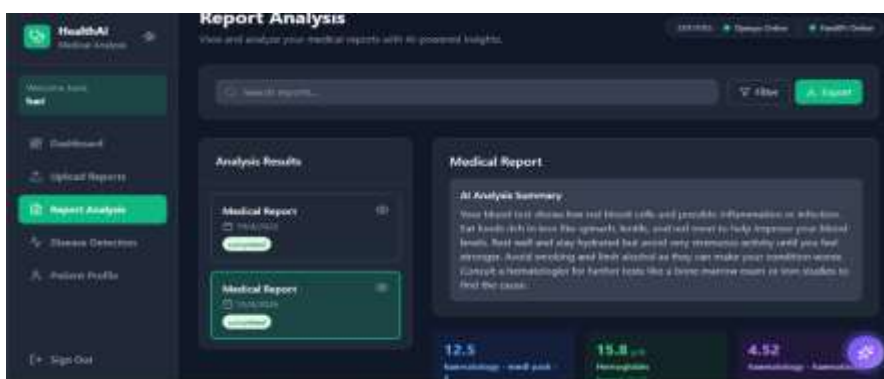 HealthAI
Medical Analysis
Welcome back,
Dashboard
Upload Reports
Report Analysis
Disease Detection
Patient Profile
Sign Out
Report Analysis
View and analyze your medical reports with AI-powered insights.
Django Online
FastAPI Online
Search reports...
Filter
Export
Analysis Results
Medical Report
completed
Medical Report
completed
Medical Report
AI Analysis Summary
Your blood test shows low red blood cells and possible inflammation or infection.
Eat foods rich in iron like spinach, lentils, and red meat to help improve your blood
levels. Rest well and stay hydrated but avoid very strenuous activity until you feel
stronger. Avoid smoking and limit alcohol as they can make your condition worse.
Consult a hematologist for further tests like a bone marrow exam or iron studies to
find the cause.
12.5
haematology -
15.8
Hemoglobin
4.52
haematology -